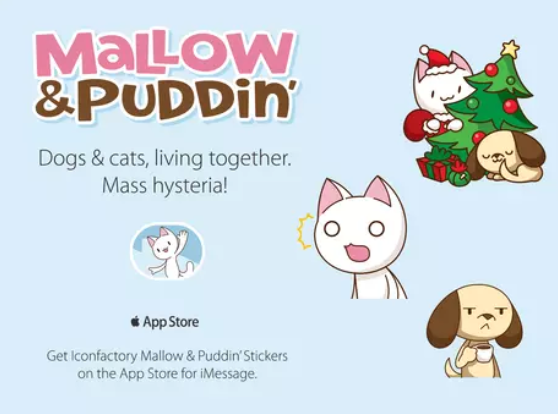 Mallow
& Puddin'
Dogs & cats, living together.
Mass hysteria!
App Store
Get Iconfactory Mallow & Puddin' Stickers
on the App Store for iMessage.